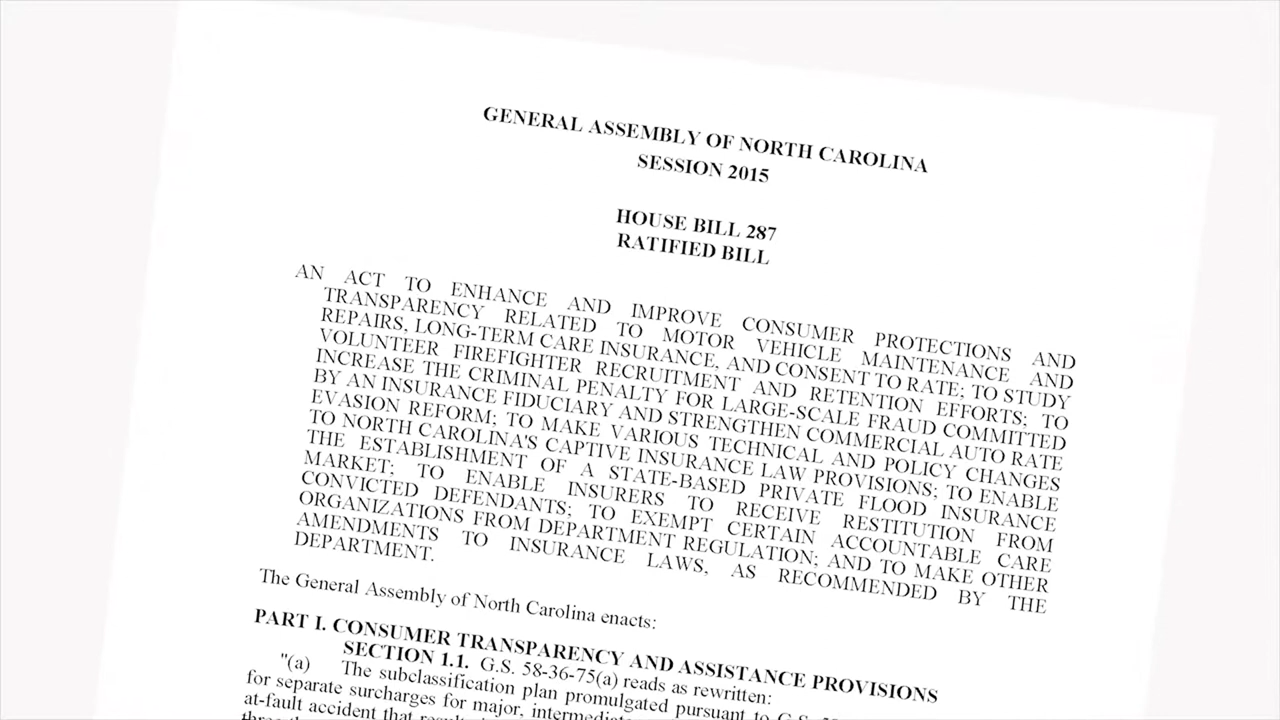 GENERAL ASSEMBLY OF NORTH CAROLINA
SESSION 2015
HOUSE BILL 287
RATIFIED BILL
AN ACT TO ENHANCE AND IMPROVE CONSUMER PROTECTIONS AND
TRANSPARENCY RELATED TO MOTOR VEHICLE MAINTENANCE AND
REPAIRS, LONG-TERM CARE INSURANCE, AND CONSENT TO RATE; TO STUDY
VOLUNTEER FIREFIGHTER RECRUITMENT AND RETENTION EFFORTS; TO
INCREASE THE CRIMINAL PENALTY FOR LARGE-SCALE FRAUD COMMITTED
BY AN INSURANCE FIDUCIARY AND STRENGTHEN COMMERCIAL AUTO RATE
EVASION REFORM; TO MAKE VARIOUS TECHNICAL AND POLICY CHANGES
TO NORTH CAROLINA'S CAPTIVE INSURANCE LAW PROVISIONS; TO ENABLE
THE ESTABLISHMENT OF A STATE-BASED PRIVATE FLOOD INSURANCE
MARKET; TO ENABLE INSURERS TO RECEIVE RESTITUTION FROM
CONVICTED DEFENDANTS; TO EXEMPT CERTAIN ACCOUNTABLE CARE
ORGANIZATIONS FROM DEPARTMENT REGULATION; AND TO MAKE OTHER
AMENDMENTS TO INSURANCE LAWS, AS RECOMMENDED BY THE
DEPARTMENT.
The General Assembly of North Carolina enacts:
PART I. CONSUMER TRANSPARENCY AND ASSISTANCE PROVISIONS
SECTION 1.1. G.S. 58-36-75(a) reads as rewritten:
"(a) The subclassification plan promulgated pursuant to G.S.
for separate surcharges for major, intermediate
at-fault accident that